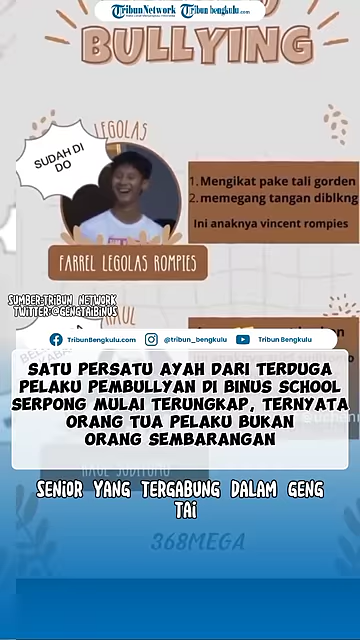 TribunNetwork Tribunbengkulu.com
BULLYING
LEGOLAS
SUDAH DI
DO
1. Mengikat pake tali gorden
2. memegang tangan diblkng
Ini anaknya vincent rompies
FARREL LEGOLAS ROMPIES
SUMBER:TRIBUN_NETWORK
TWITTER:@GENGTAIBINUS
TribunBengkulu.com @tribun_bengkulu Tribun Bengkulu
SATU PERSATU AYAH DARI TERDUGA
PELAKU PEMBULLYAN DI BINUS SCHOOL
SERPONG MULAI TERUNGKAP, TERNYATA
ORANG TUA PELAKU BUKAN
ORANG SEMBARANGAN
SENIOR YANG TERGABUNG DALAM GENG
TAI
368MEGA